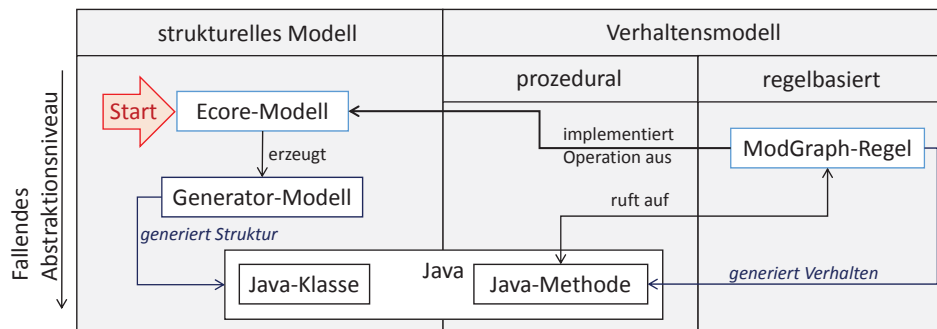 strukturelles Modell
Verhaltensmodell
prozedural
regelbasiert
Fallendes
Abstraktionsniveau
Start
Ecore-Modell
implementiert
Operation aus
ModGraph-Regel
erzeugt
Generator-Modell
ruft auf
generiert Struktur
Java
generiert Verhalten
Java-Klasse
Java-Methode